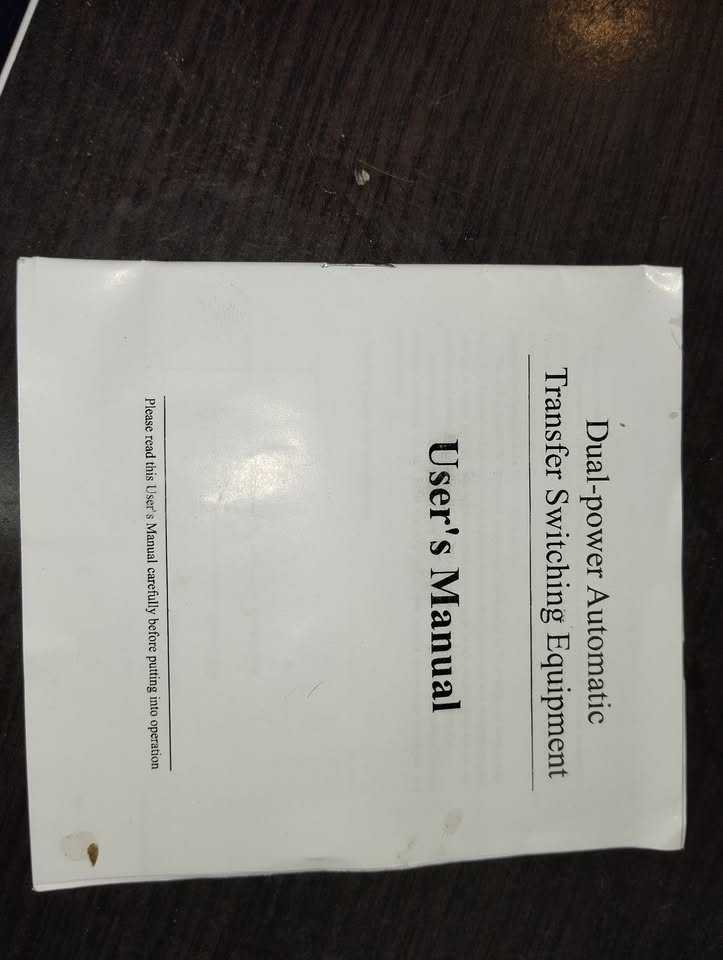 Dual-power Automatic
Transfer Switching Equipment
User's Manual
Please read this User's Manual carefully before putting into operation